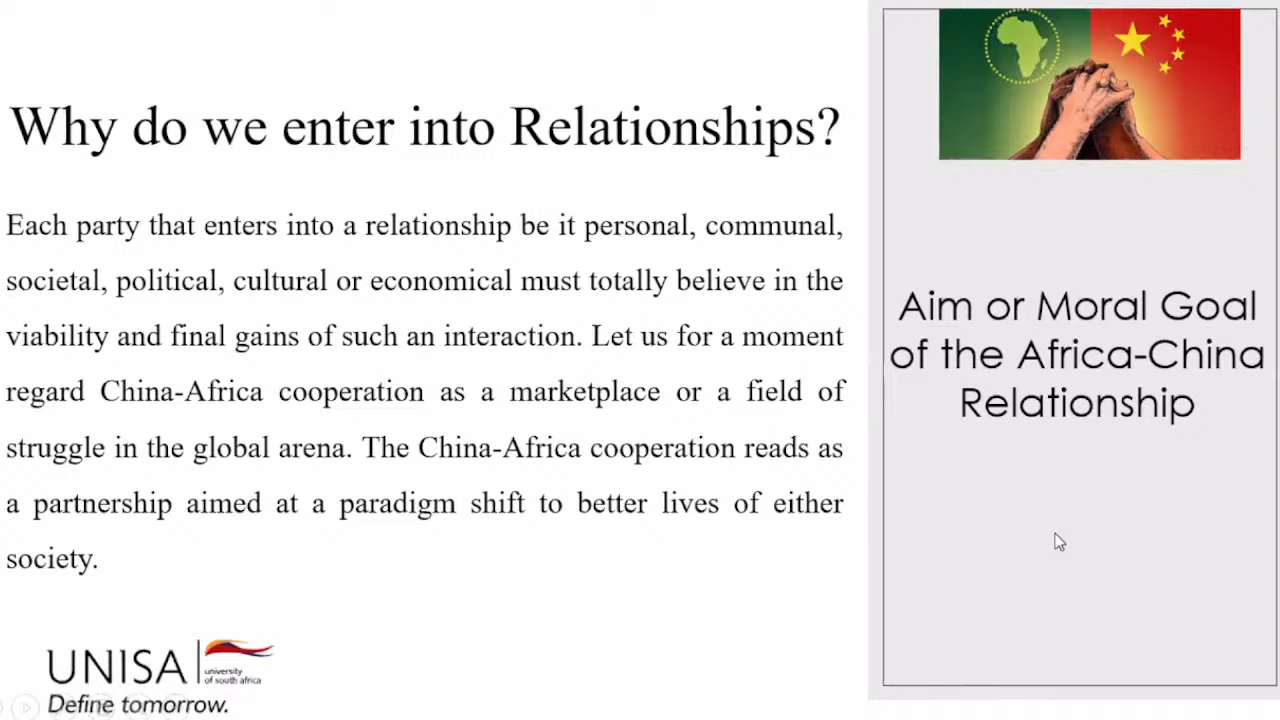 Why do we enter into Relationships?
Each party that enters into a relationship be it personal, communal,
societal, political, cultural or economical must totally believe in the
viability and final gains of such an interaction. Let us for a moment
regard China-Africa cooperation as a marketplace or a field of
struggle in the global arena. The China-Africa cooperation reads as
a partnership aimed at a paradigm shift to better lives of either
society.
UNISA
university
of south africa
Define tomorrow.
Aim or Moral Goal
of the Africa-China
Relationship